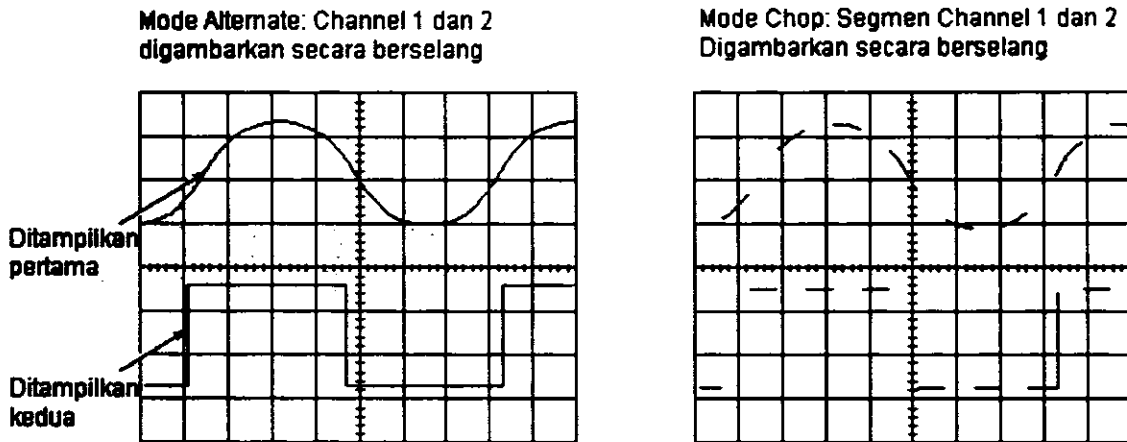 Mode Alternate: Channel 1 dan 2
digambarkan secara berselang
Mode Chop: Segmen Channel 1 dan 2
Digambarkan secara berselang
Ditampilkan
pertama
Ditampilkan
kedua